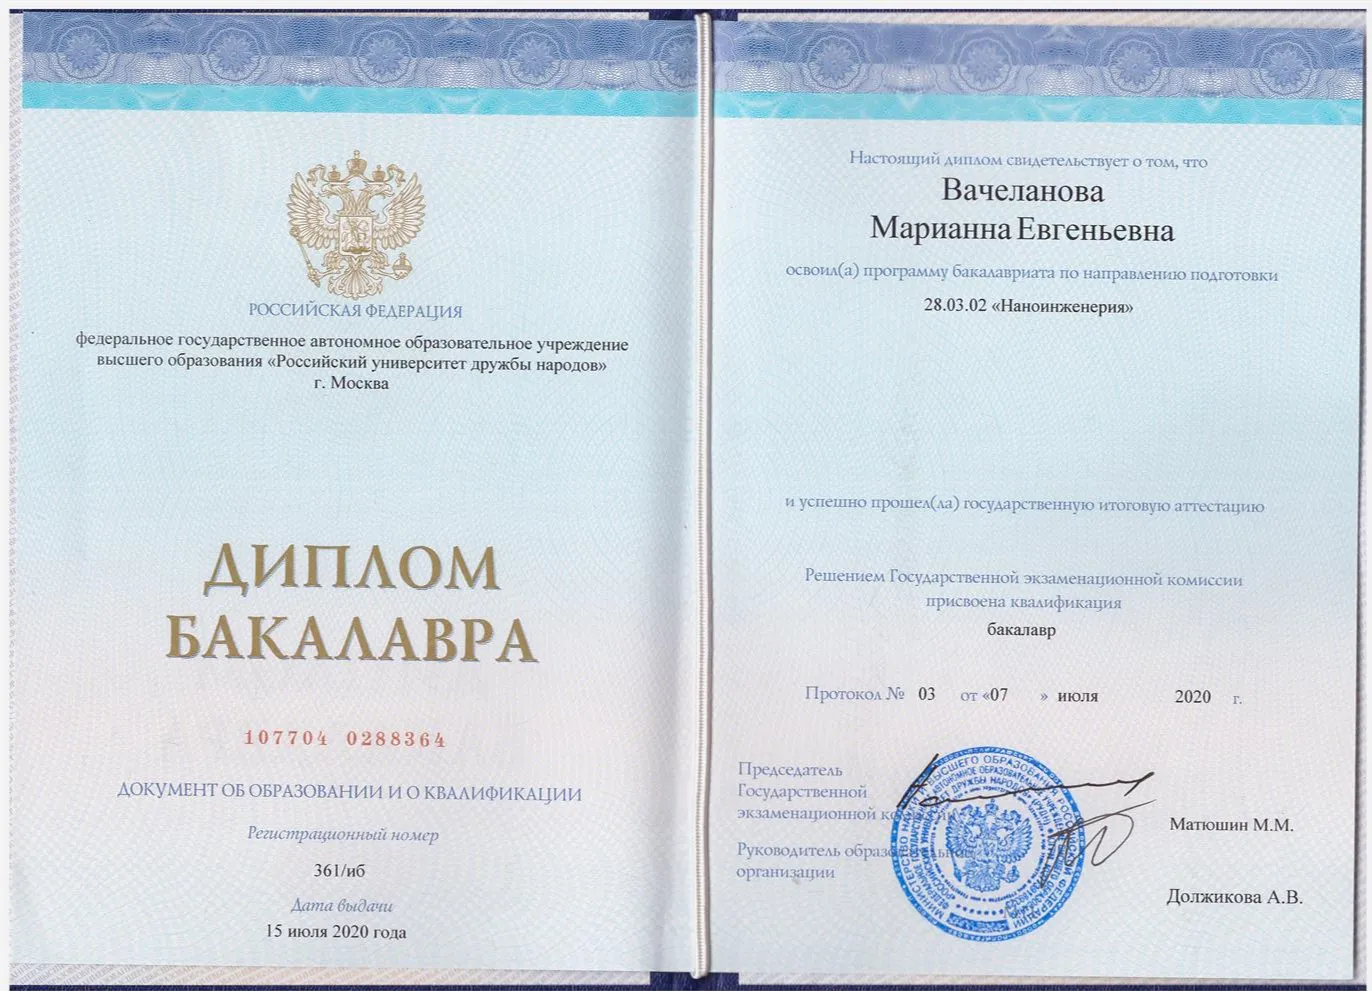 РОССИЙСКАЯ ФЕДЕРАЦИЯ
федеральное государственное автономное образовательное учреждение
высшего образования «Российский университет дружбы народов»
г. Москва
ДИПЛОМ
БАКАЛАВРА
107704 0288364
ДОКУМЕНТ ОБ ОБРАЗОВАНИИ И О КВАЛИФИКАЦИИ
Регистрационный номер
361/иб
Дата выдачи
15 июля 2020 года
Настоящий диплом свидетельствует о том, что
Вачеланова
Марианна Евгеньевна
освоил(а) программу бакалавриата по направлению подготовки
28.03.02 «Наноинженерия»
и успешно прошел(ла) государственную итоговую аттестацию
Решением Государственной экзаменационной комиссии
присвоена квалификация
бакалавр
Протокол № 03 от «07 » июля 2020 г.
Председатель
Государственной
экзаменационной комиссии
Матюшин М.М.
Руководитель образовательной
организации
Должикова А.В.